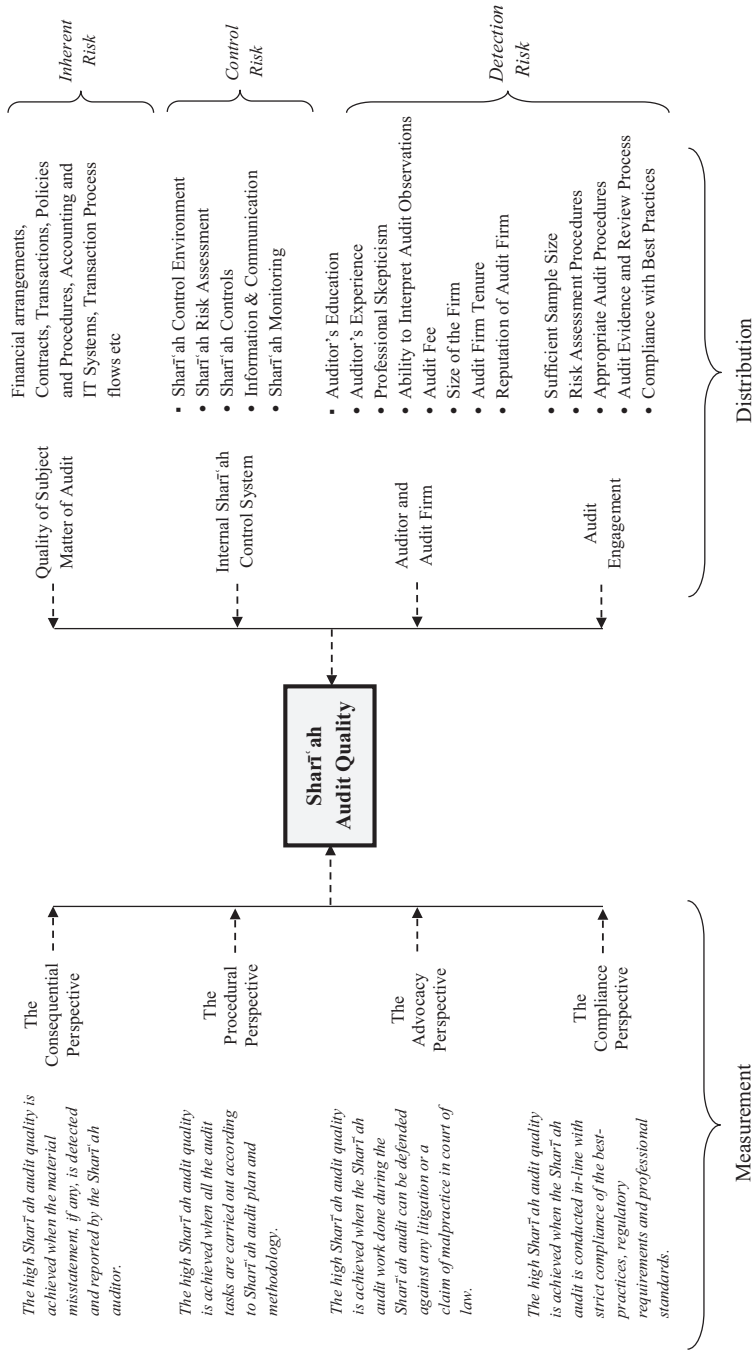 The high Sharīʿah audit quality is
achieved when the material
misstatement, if any, is detected
and reported by the Sharīʿah
auditor.
The
Consequential
Perspective
The high Sharīʿah audit quality
is achieved when all the audit
tasks are carried out according
to Sharīʿah audit plan and
methodology.
The
Procedural
Perspective
The high Sharīʿah audit quality
is achieved when the Sharīʿah
audit work done during the
Sharīʿah audit can be defended
against any litigation or a
claim of malpractice in court of
law.
The
Advocacy
Perspective
The high Sharīʿah audit quality
is achieved when the Sharīʿah
audit is conducted in-line with
strict compliance of the best-
practices, regulatory
requirements and professional
standards.
The
Compliance
Perspective
Measurement
Sharīʿah
Audit Quality
Quality of Subject
Matter of Audit
Financial arrangements,
Contracts, Transactions, Policies
and Procedures, Accounting and
IT Systems, Transaction Process
flows etc
Inherent
Risk
Internal Sharīʿah
Control System
▪ Sharīʿah Control Environment
• Sharīʿah Risk Assessment
• Sharīʿah Controls
• Information & Communication
• Sharīʿah Monitoring
Control
Risk
Auditor and
Audit Firm
▪ Auditor’s Education
• Auditor’s Experience
• Professional Skepticism
• Ability to Interpret Audit Observations
• Audit Fee
• Size of the Firm
• Audit Firm Tenure
• Reputation of Audit Firm
Audit
Engagement
• Sufficient Sample Size
• Risk Assessment Procedures
• Appropriate Audit Procedures
• Audit Evidence and Review Process
• Compliance with Best Practices
Detection
Risk
Distribution